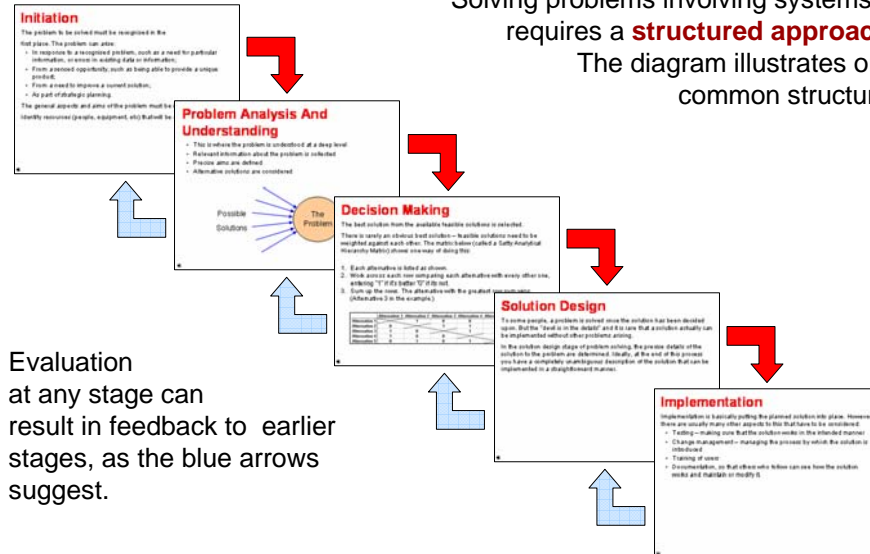 Solving problems involving systems
requires a structured approac
The diagram illustrates o
common structur
Initiation
The problem to be solved must be recognized in the
first place. The problem can arise:
• In response to a recognized problem, such as a need for particular
information, or errors in existing data or information;
• From a sensed opportunity, such as being able to provide a unique
product;
• From a need to improve a current solution;
• As part of strategic planning.
The general aspects and aims of the problem must be
Identify resources (people, equipment, etc) that will be
Problem Analysis And
Understanding
• This is where the problem is understood at a deep level
• Relevant information about the problem is collected
• Precise aims are defined
• Alternative solutions are considered
Possible
Solutions
The
Problem
Decision Making
The best solution from the available feasible solutions is selected.
There is rarely an obvious best solution – feasible solutions need to be
weighted against each other. The matrix below (called a Satty Analytical
Hierarchy Matrix) shows one way of doing this:
1. Each alternative is listed as shown.
2. Work across each row comparing each alternative with every other one,
entering "1" if it's better "0" if its not.
3. Sum up the rows. The alternative with the greatest
(Alternative 3 in the example.)
Solution Design
To some people, a problem is solved once the solution has been decided
upon. But the "devil is in the details" and it is rare that a solution actually can
be implemented without other problems arising.
In the solution design stage of problem solving, the precise details of the
solution to the problem are determined. Ideally, at the end of this process
you have a completely unambiguous description of the solution that can be
implemented in a straightforward manner.
Implementation
Implementation is basically putting the planned solution into place. Howeve
there are usually many other aspects to this that have to be considered:
• Testing – making sure that the solution works in the intended manner
• Change management – managing the process by which the solution is
introduced
• Training of users
• Documentation, so that others who follow can see how the solution
works and maintain or modify it.
Evaluation
at any stage can
result in feedback to earlier
stages, as the blue arrows
suggest.